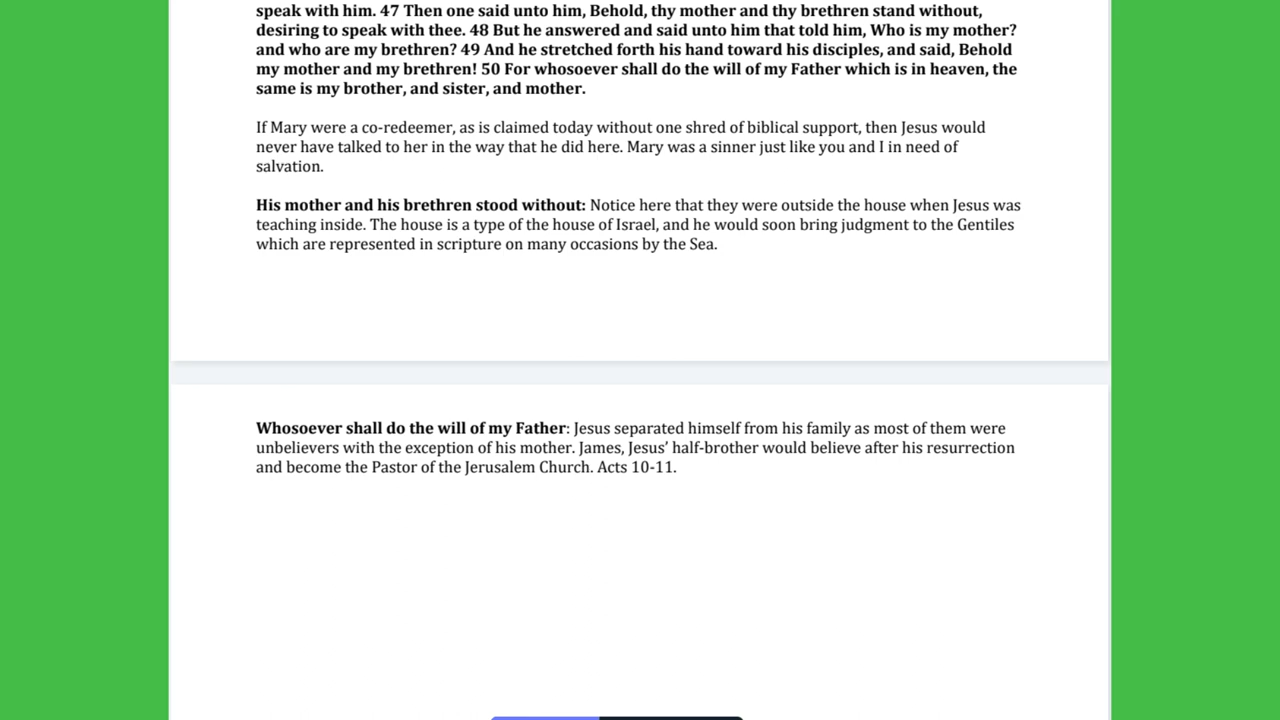 speak with him. 47 Then one said unto him, Behold, thy mother and thy brethren stand without,
desiring to speak with thee. 48 But he answered and said unto him that told him, Who is my mother?
and who are my brethren? 49 And he stretched forth his hand toward his disciples, and said, Behold
my mother and my brethren! 50 For whosoever shall do the will of my Father which is in heaven, the
same is my brother, and sister, and mother.
If Mary were a co-redeemer, as is claimed today without one shred of biblical support, then Jesus would
never have talked to her in the way that he did here. Mary was a sinner just like you and I in need of
salvation.
His mother and his brethren stood without: Notice here that they were outside the house when Jesus was
teaching inside. The house is a type of the house of Israel, and he would soon bring judgment to the Gentiles
which are represented in scripture on many occasions by the Sea.
Whosoever shall do the will of my Father: Jesus separated himself from his family as most of them were
unbelievers with the exception of his mother. James, Jesus’ half-brother would believe after his resurrection
and become the Pastor of the Jerusalem Church. Acts 10-11.